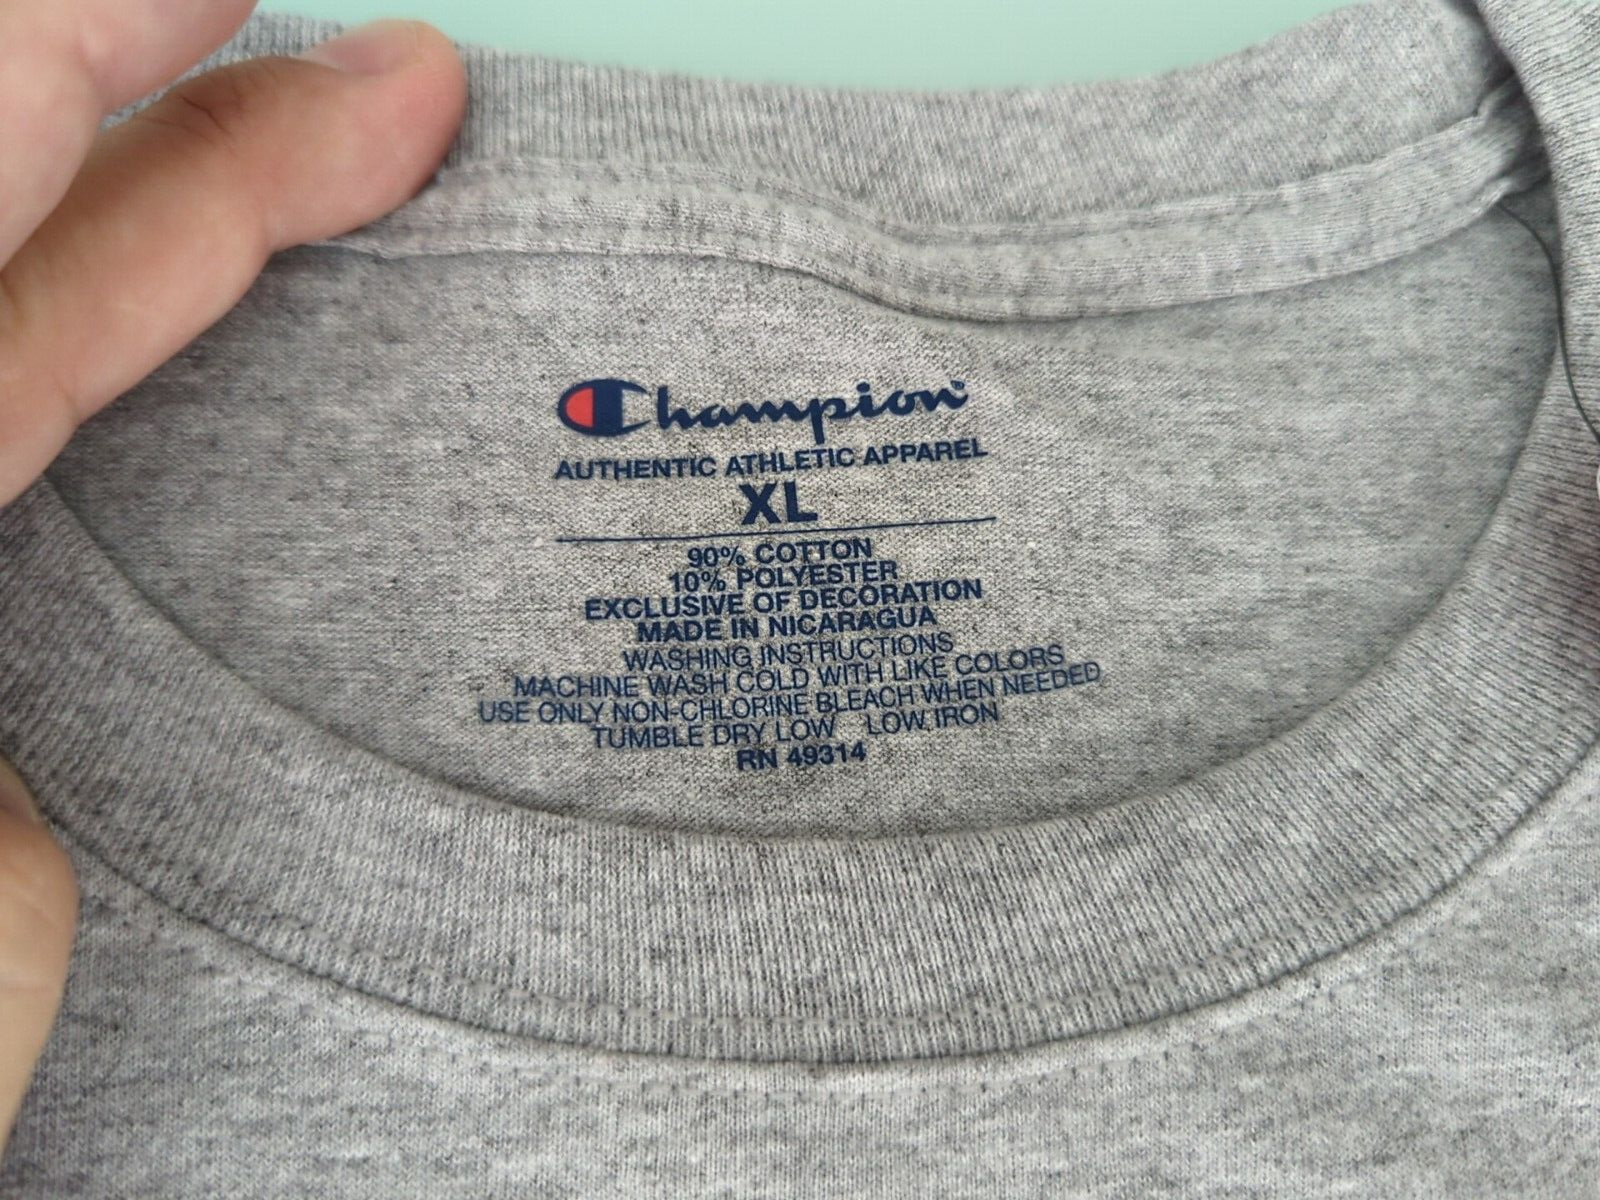 Champion®
AUTHENTIC ATHLETIC APPAREL
XL
90% COTTON
10% POLYESTER
EXCLUSIVE OF DECORATION
MADE IN NICARAGUA
WASHING INSTRUCTIONS
MACHINE WASH COLD WITH LIKE COLORS
USE ONLY NON-CHLORINE BLEACH WHEN NEEDED
TUMBLE DRY LOW LOW IRON
RN 49314